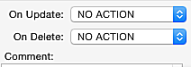 On Update: NO ACTION
On Delete: NO ACTION
Comment: